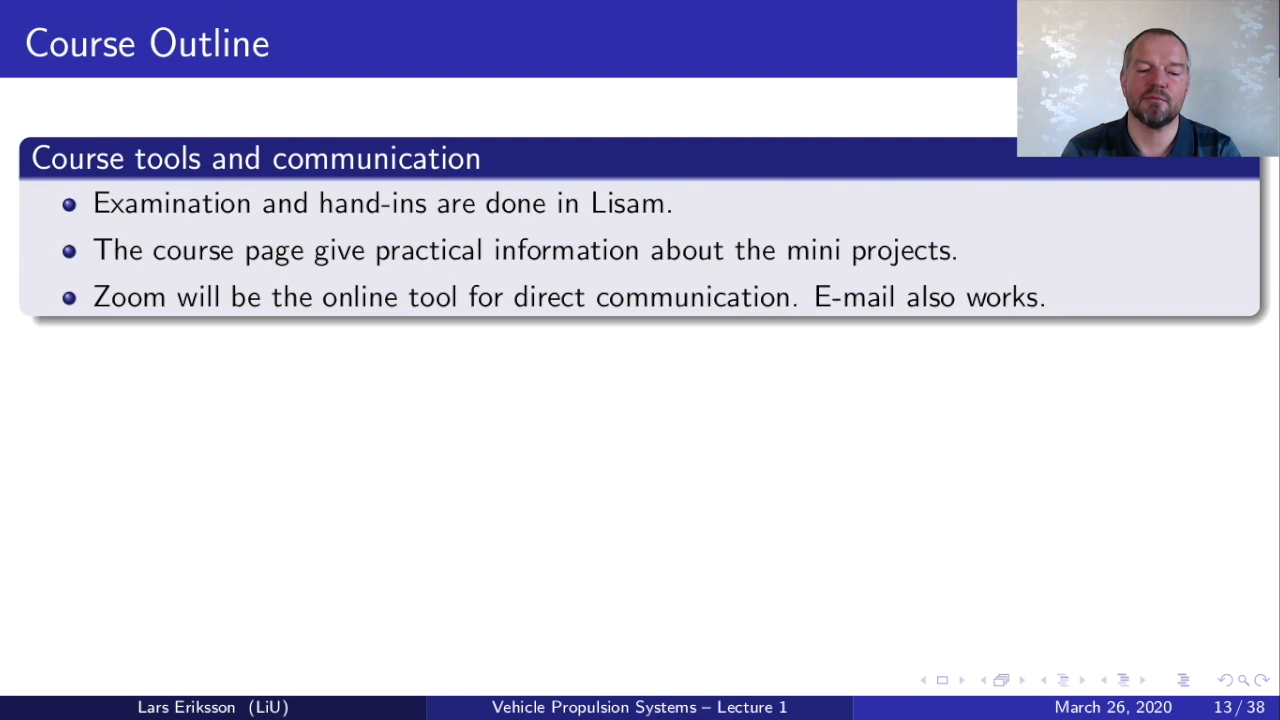 Course Outline
Course tools and communication
Examination and hand-ins are done in Lisam.
The course page give practical information about the mini projects.
Zoom will be the online tool for direct communication. E-mail also works.
Lars Eriksson (LiU)
Vehicle Propulsion Systems – Lecture 1
March 26, 2020
13 / 38